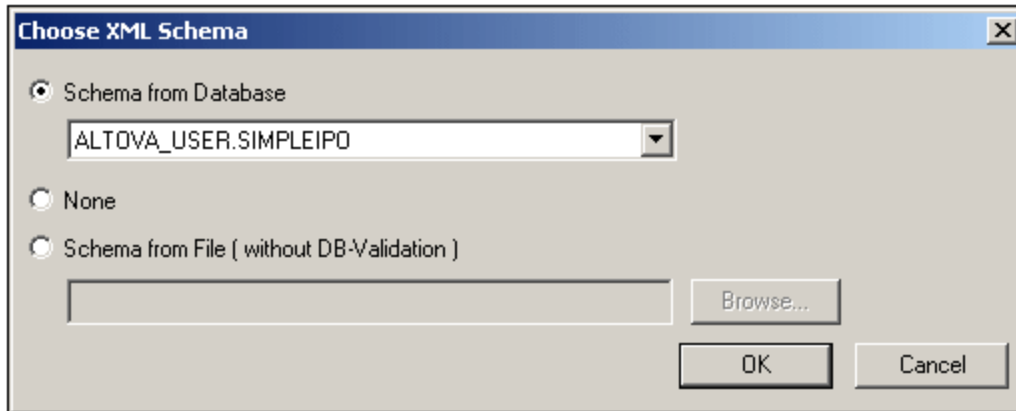 Choose XML Schema
Schema from Database
ALTOVA_USER.SIMPLEIPO
None
Schema from File ( without DB-Validation )
Browse...
OK Cancel